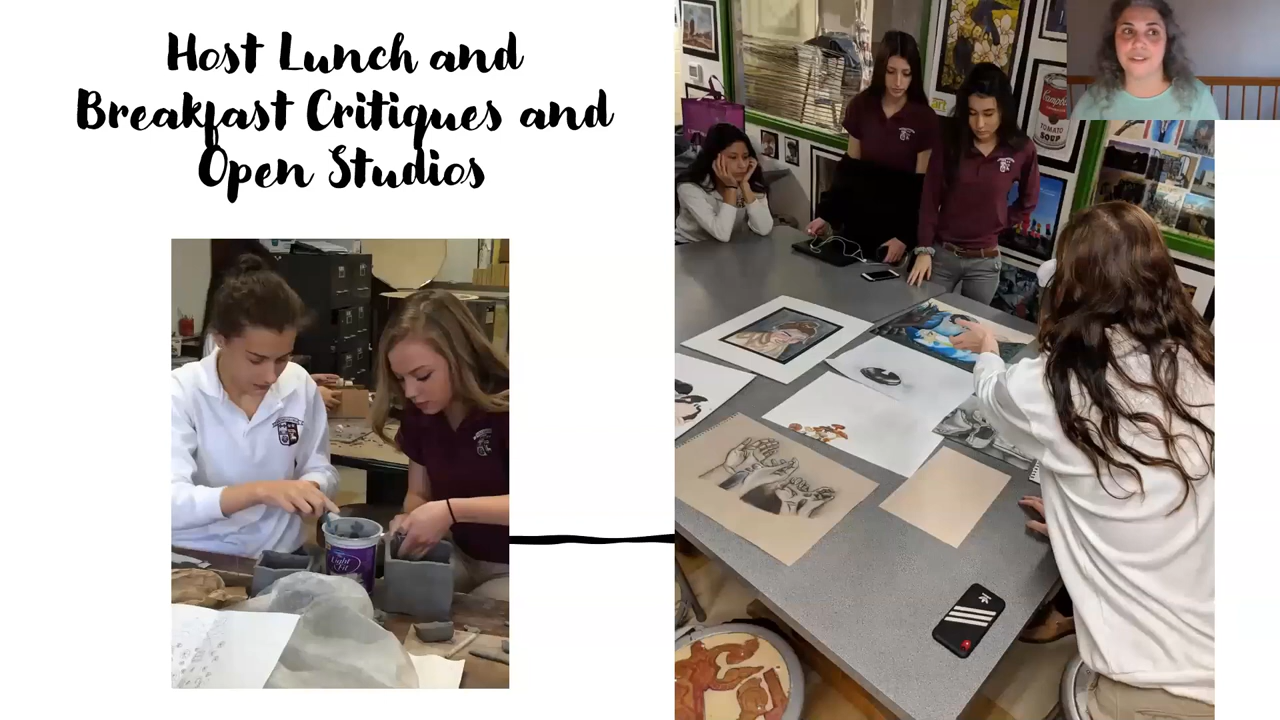 Host Lunch and
Breakfast Critiques and
Open Studios
Campbell's
TOMATO
SOUP
Light
Fit